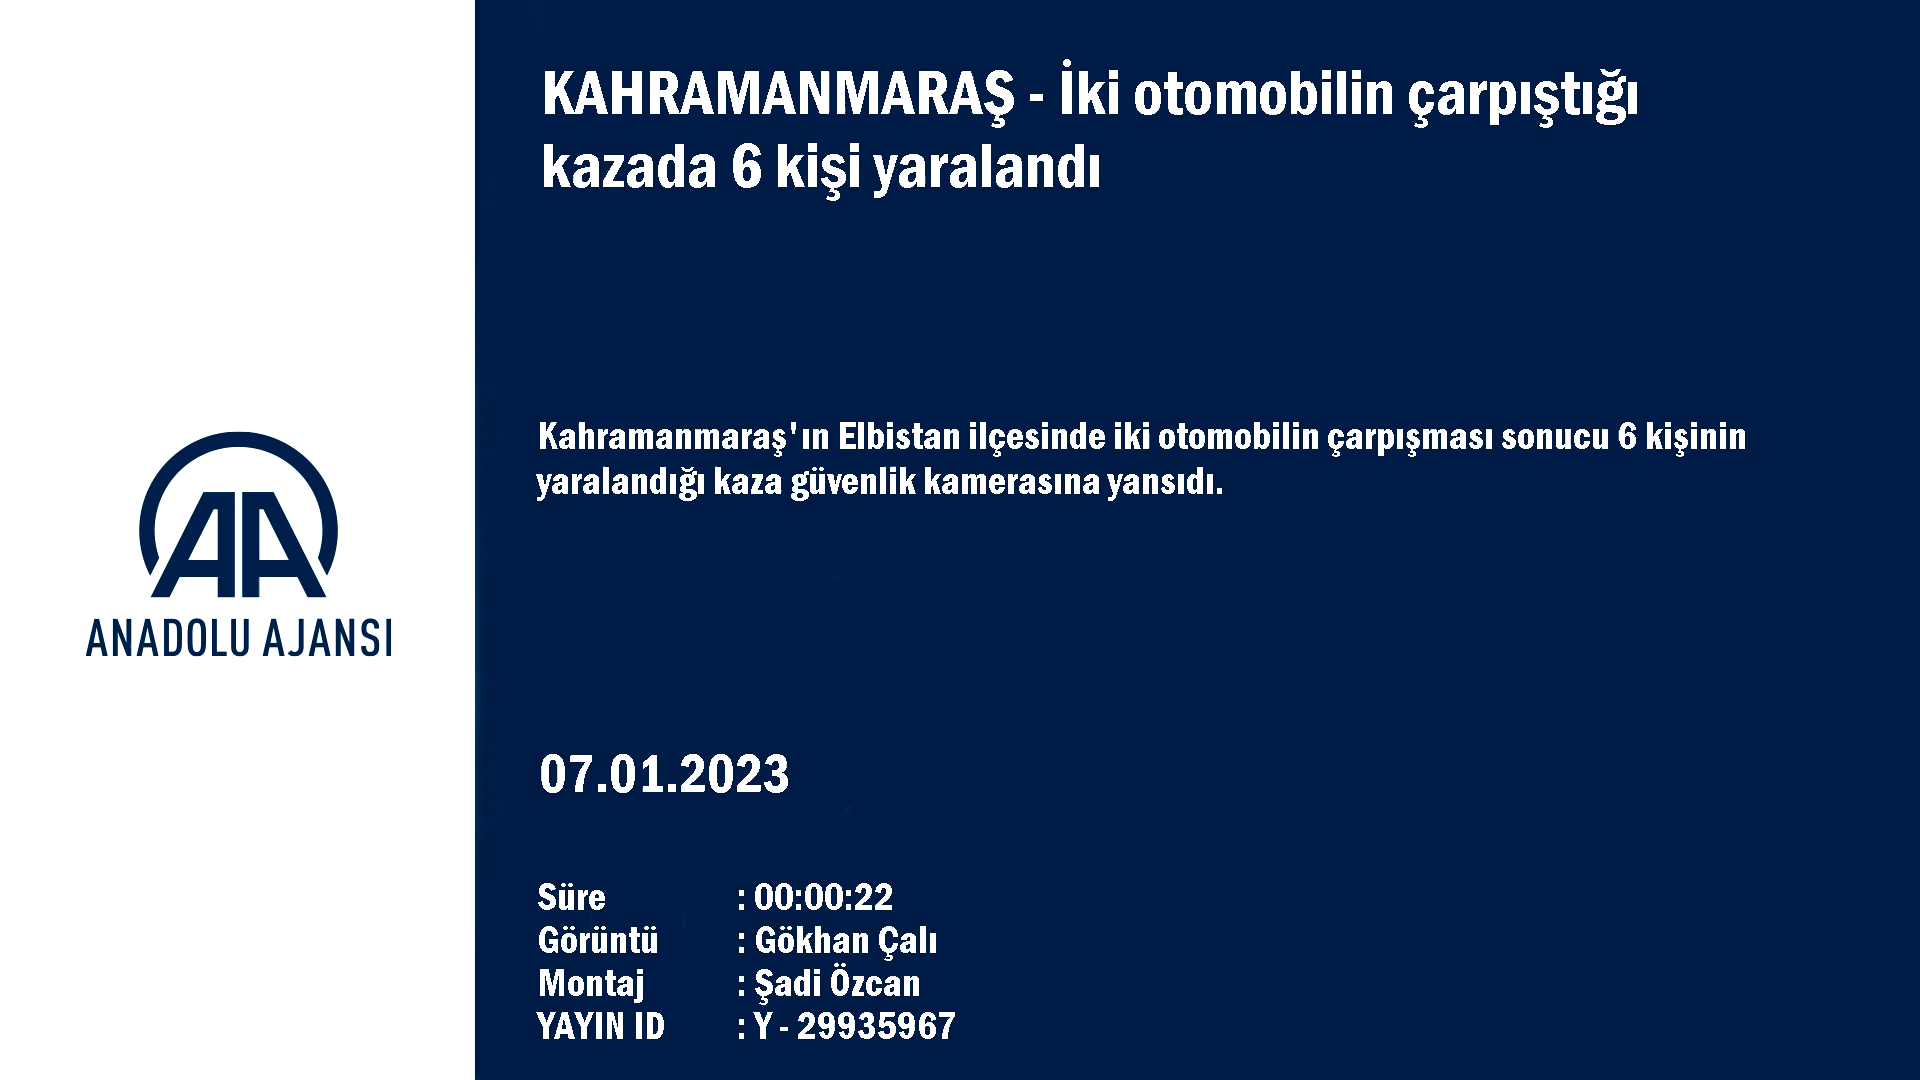 KAHRAMANMARAŞ - İki otomobilin çarpıştığı
kazada 6 kişi yaralandı
Kahramanmaraş'ın Elbistan ilçesinde iki otomobilin çarpışması sonucu 6 kişinin
yaralandığı kaza güvenlik kamerasına yansıdı.
AA
ANADOLU AJANSI
07.01.2023
Süre : 00:00:22
Görüntü : Gökhan Çalı
Montaj : Şadi Özcan
YAYIN ID : Y - 29935967